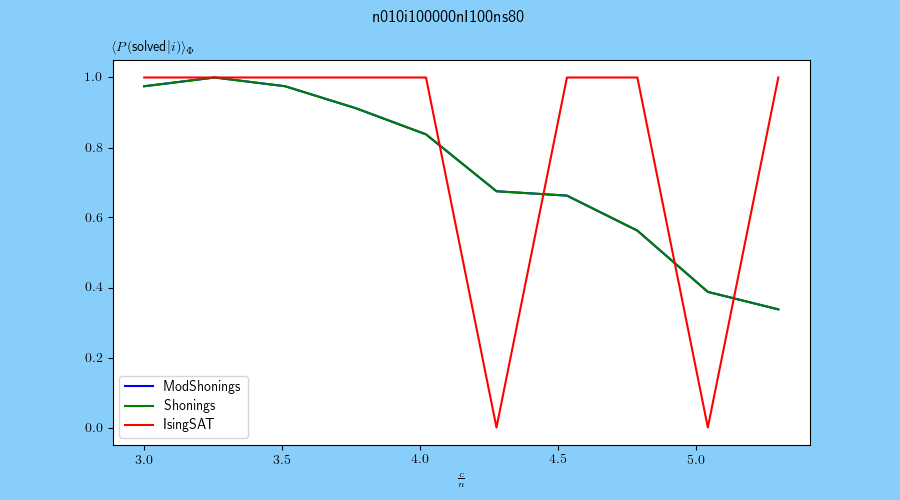 n010i100000nI100ns80
⟨P(solved|i)⟩Φ
1.0
0.8
0.6
0.4
0.2
0.0
ModShonings
Shonings
IsingSAT
3.0 3.5 4.0 4.5 5.0
c/n